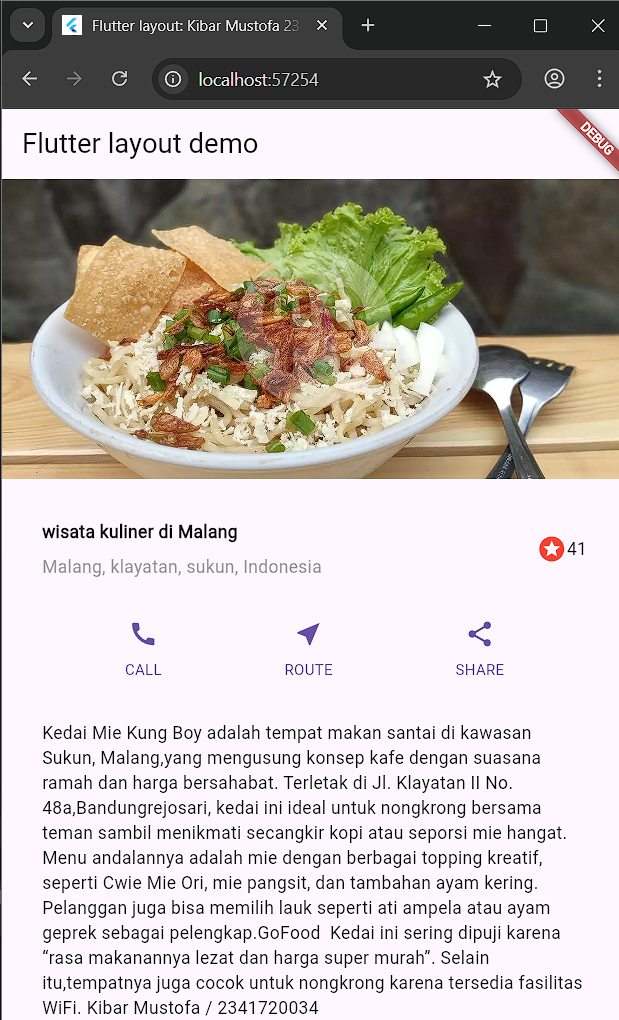 Flutter layout: Kibar Mustofa 23
localhost:57254
Flutter layout demo
DEBUG
wisata kuliner di Malang
41
Malang, klayatan, sukun, Indonesia
CALL
ROUTE
SHARE
Kedai Mie Kung Boy adalah tempat makan santai di kawasan
Sukun, Malang,yang mengusung konsep kafe dengan suasana
ramah dan harga bersahabat. Terletak di Jl. Klayatan II No.
48a,Bandungrejosari, kedai ini ideal untuk nongkrong bersama
teman sambil menikmati secangkir kopi atau seporsi mie hangat.
Menu andalannya adalah mie dengan berbagai topping kreatif,
seperti Cwie Mie Ori, mie pangsit, dan tambahan ayam kering.
Pelanggan juga bisa memilih lauk seperti ati ampela atau ayam
geprek sebagai pelengkap.GoFood  Kedai ini sering dipuji karena
“rasa makanannya lezat dan harga super murah”. Selain
itu,tempatnya juga cocok untuk nongkrong karena tersedia fasilitas
WiFi. Kibar Mustofa / 2341720034